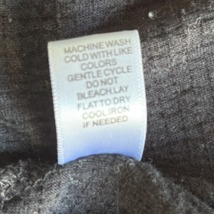 MACHINE WASH
COLD WITH LIKE
COLORS
GENTLE CYCLE
DO NOT
BLEACH.LAY
FLAT TO DRY
COOL IRON
IF NEEDED